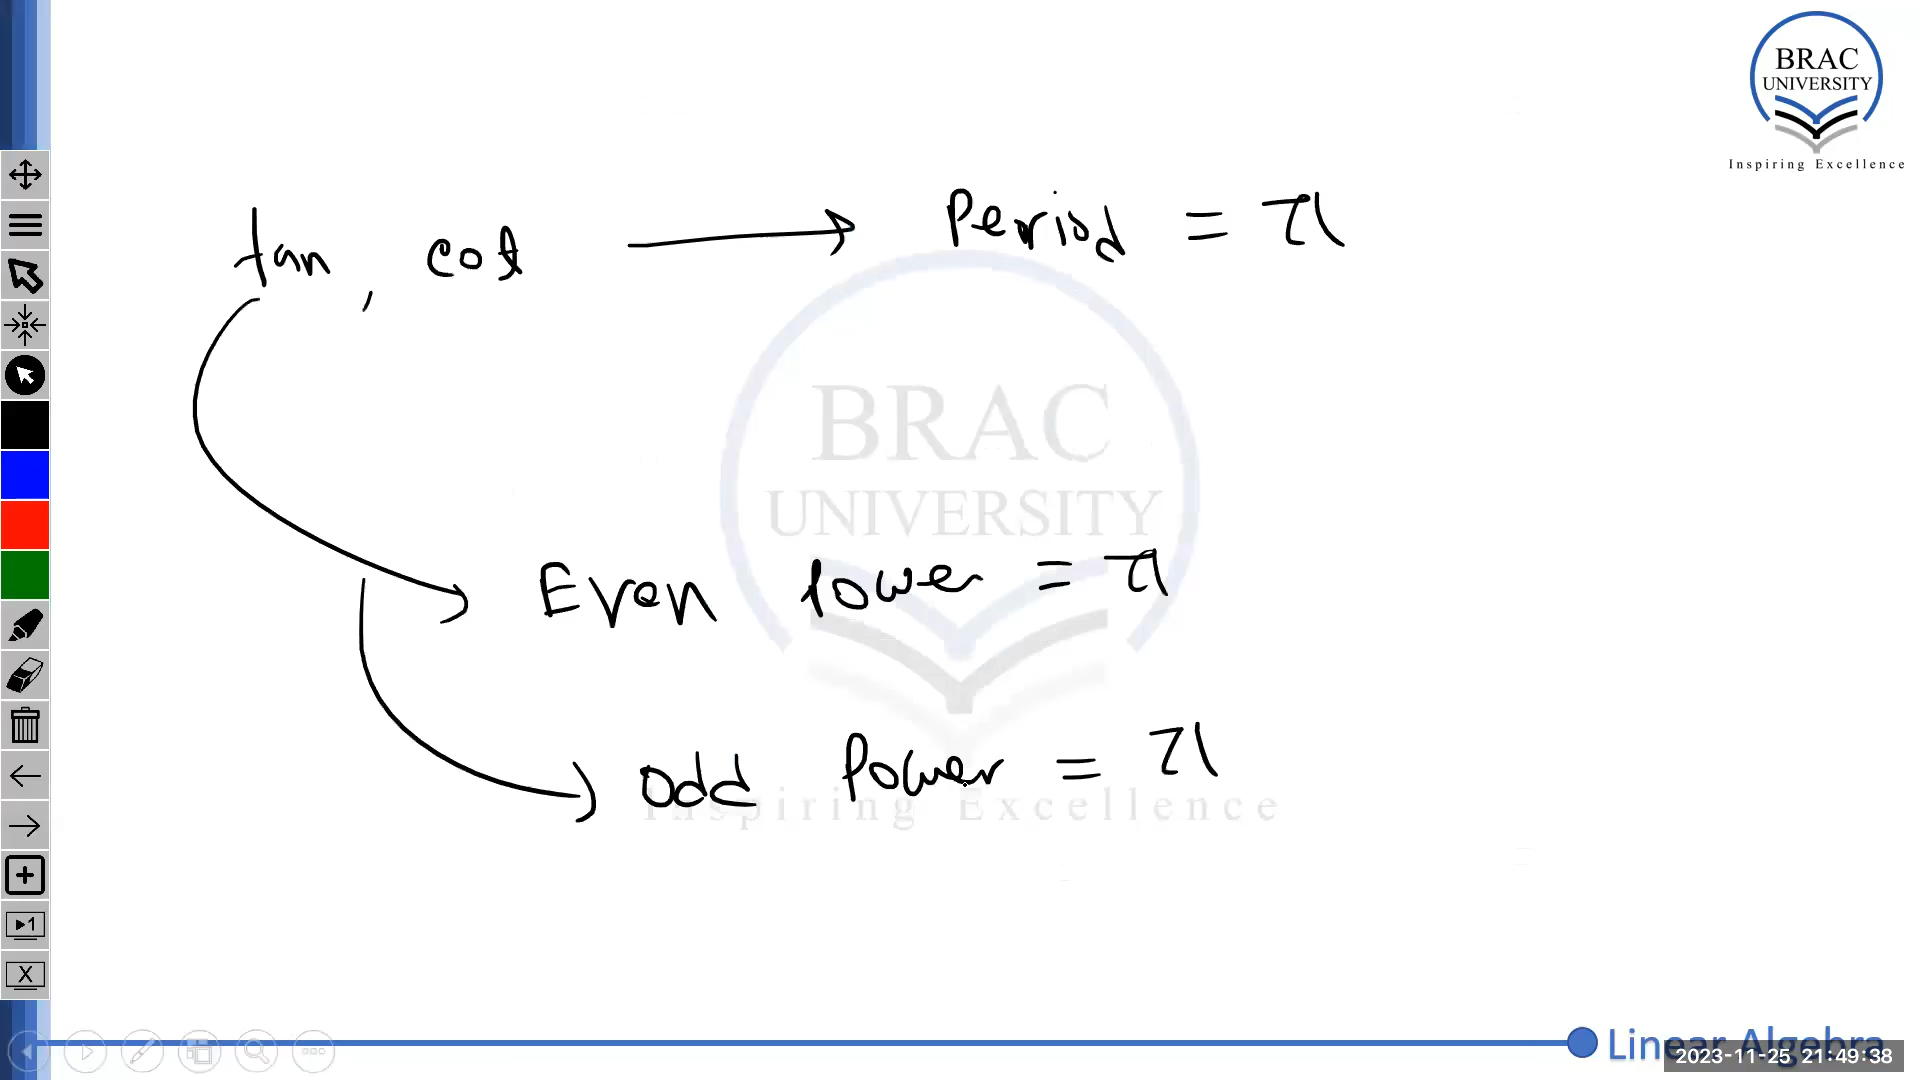 BRAC
UNIVERSITY
Inspiring Excellence
tan, cot → Period = π
BRAC
UNIVERSITY
Even Power = π
Odd Power = π
Inspiring Excellence
Linear Algebra
2023-11-25 21:49:38